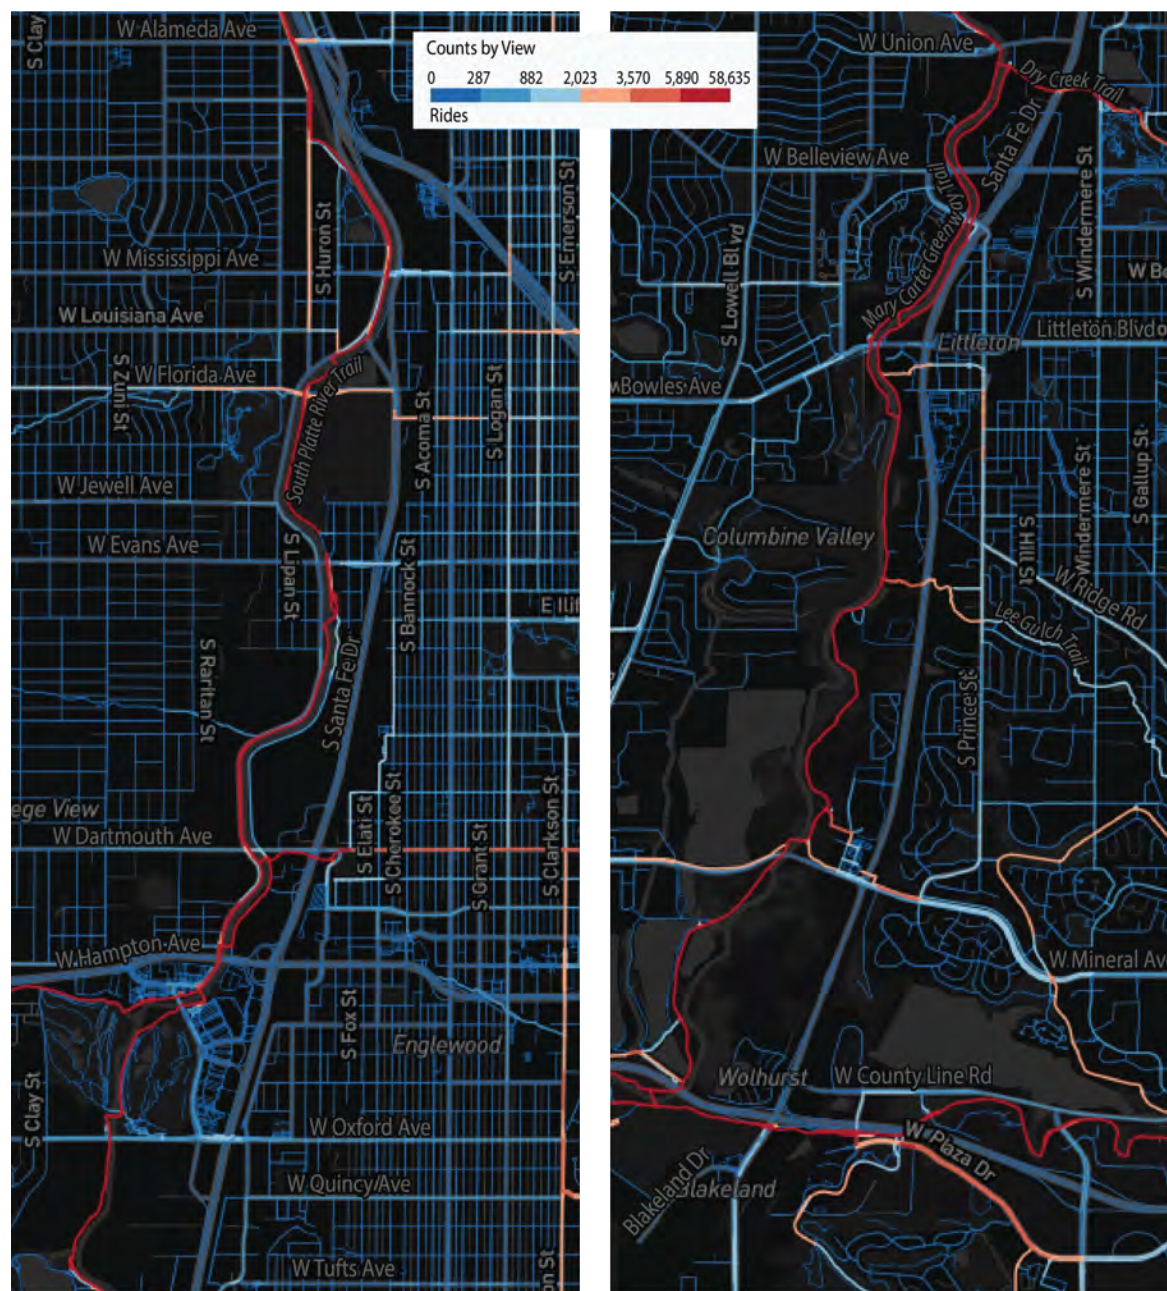 Counts by View
0 287 882 2,023 3,570 5,890 58,635
Rides
S Clay
W Alameda Ave
S Huron St
S Emerson St
W Mississippi Ave
W Louisiana Ave
S Zuni St
W Florida Ave
South Platte River Trail
S Acoma St
S Logan St
W Jewell Ave
W Evans Ave
S Lipan St
S Bannock St
E Ilif
S Raritan St
S Santa Fe Dr
ege View
W Dartmouth Ave
S Elati St
S Cherokee St
S Grant St
S Clarkson St
W Hampton Ave
S Fox St
Englewood
S Clay St
W Oxford Ave
W Quincy Ave
W Tufts Ave
on St
W Union Ave
Dry Creek Trail
Santa Fe Dr
W Belleview Ave
Mary Carter Greenway Trail
S Windermere St
S Lowell Blvd
W Be
Littleton
Littleton Blvd
Bowles Ave
Windermere St
S Gallup St
Columbine Valley
S Hill St
W Ridge Rd
Lee Gulch Trail
S Prince St
W Mineral Av
Wolhurst
W County Line Rd
W Plaza Dr
Blakeland Dr
Blakeland